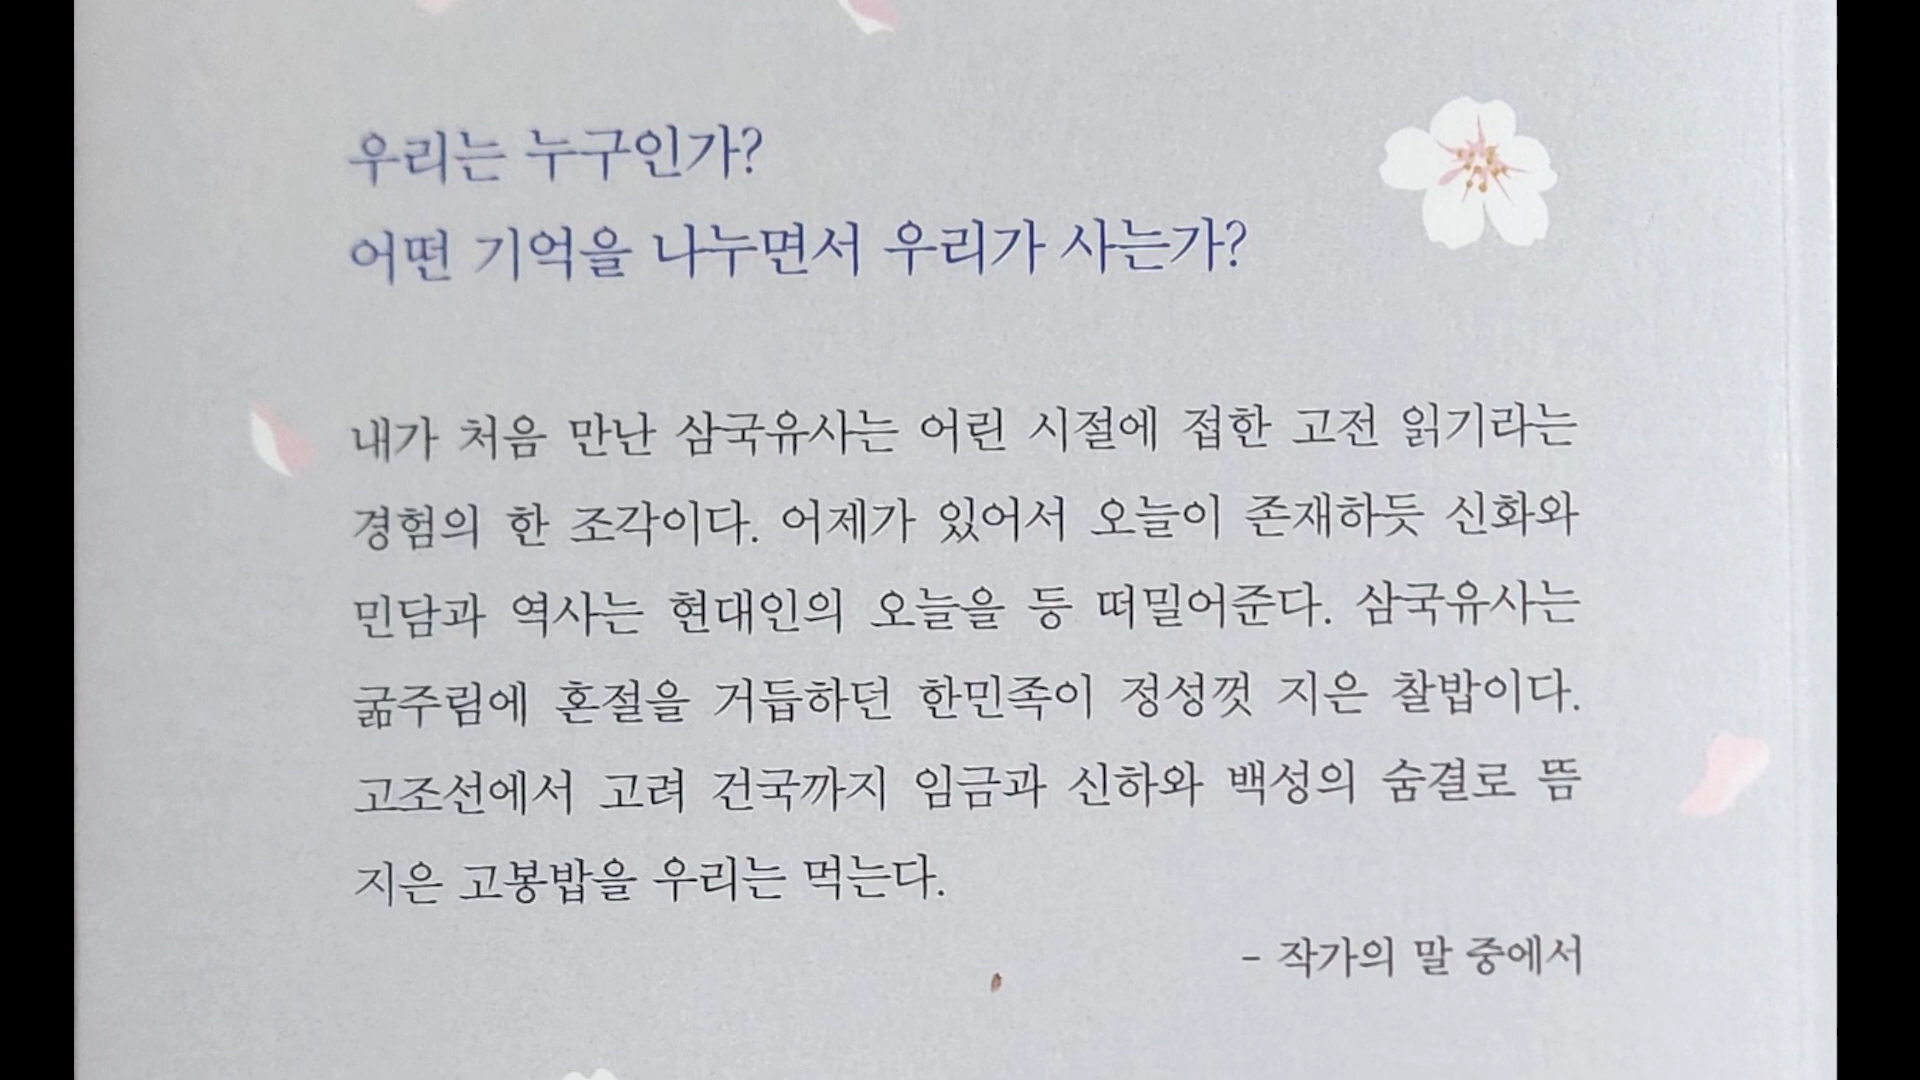 우리는 누구인가?
어떤 기억을 나누면서 우리가 사는가?
내가 처음 만난 삼국유사는 어린 시절에 접한 고전 읽기라는
경험의 한 조각이다. 어제가 있어서 오늘이 존재하듯 신화와
민담과 역사는 현대인의 오늘을 등 떠밀어준다. 삼국유사는
굶주림에 혼절을 거듭하던 한민족이 정성껏 지은 찰밥이다.
고조선에서 고려 건국까지 임금과 신하와 백성의 숨결로 뜸
지은 고봉밥을 우리는 먹는다.
- 작가의 말 중에서